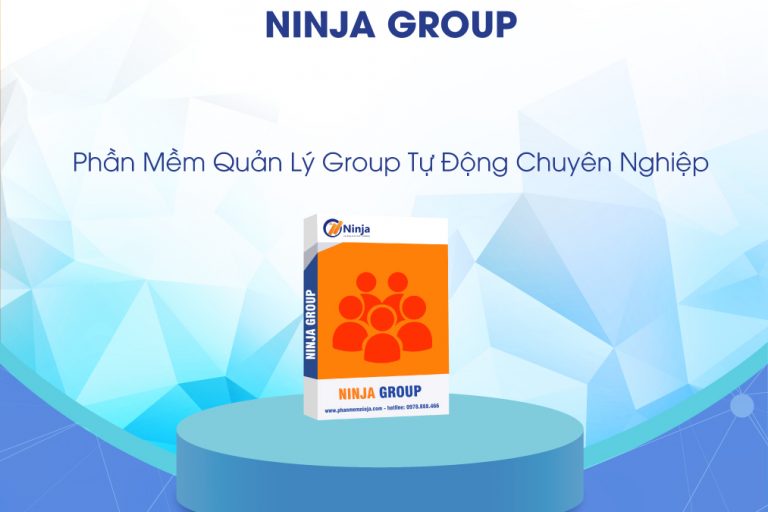 NINJA GROUP
Phần Mềm Quản Lý Group Tự Động Chuyên Nghiệp
Ninja
NINJA GROUP
NINJA GROUP
www.phanmemninja.com - hotline: 0978.888.466